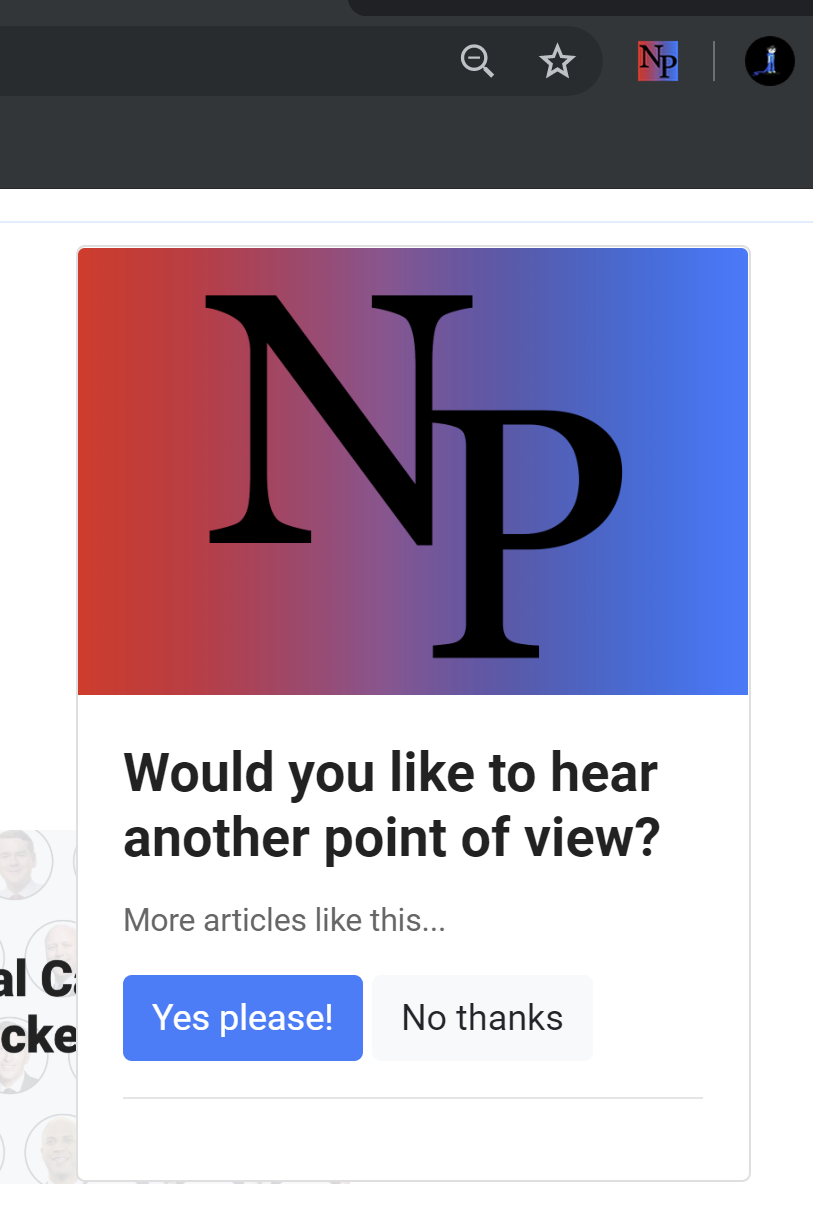 NP
NP
Would you like to hear
another point of view?
More articles like this...
al Ca
cke
Yes please!
No thanks